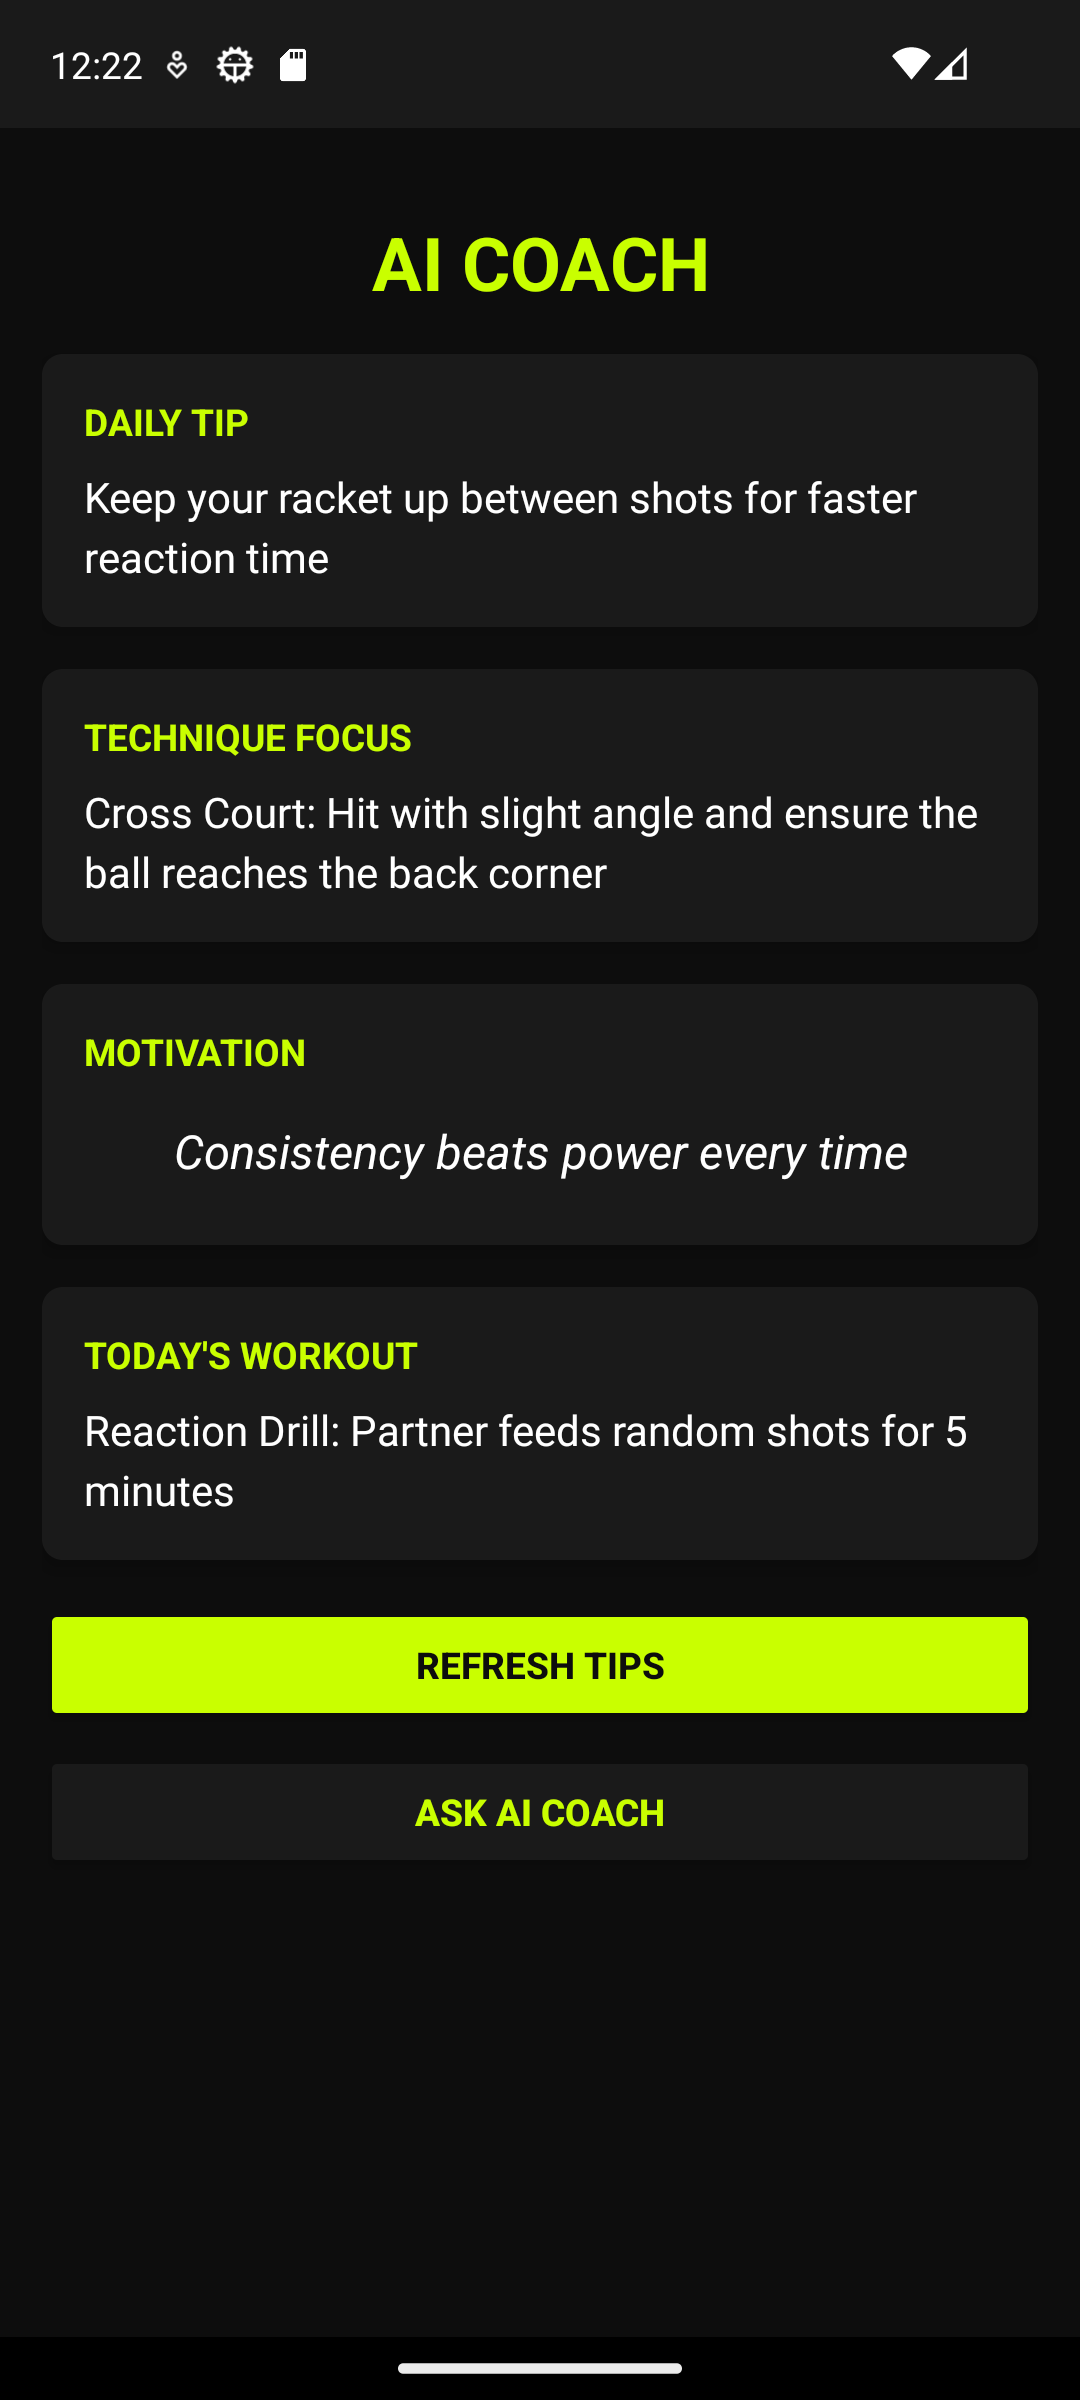 12:22
AI COACH
DAILY TIP
Keep your racket up between shots for faster
reaction time
TECHNIQUE FOCUS
Cross Court: Hit with slight angle and ensure the
ball reaches the back corner
MOTIVATION
Consistency beats power every time
TODAY'S WORKOUT
Reaction Drill: Partner feeds random shots for 5
minutes
REFRESH TIPS
ASK AI COACH